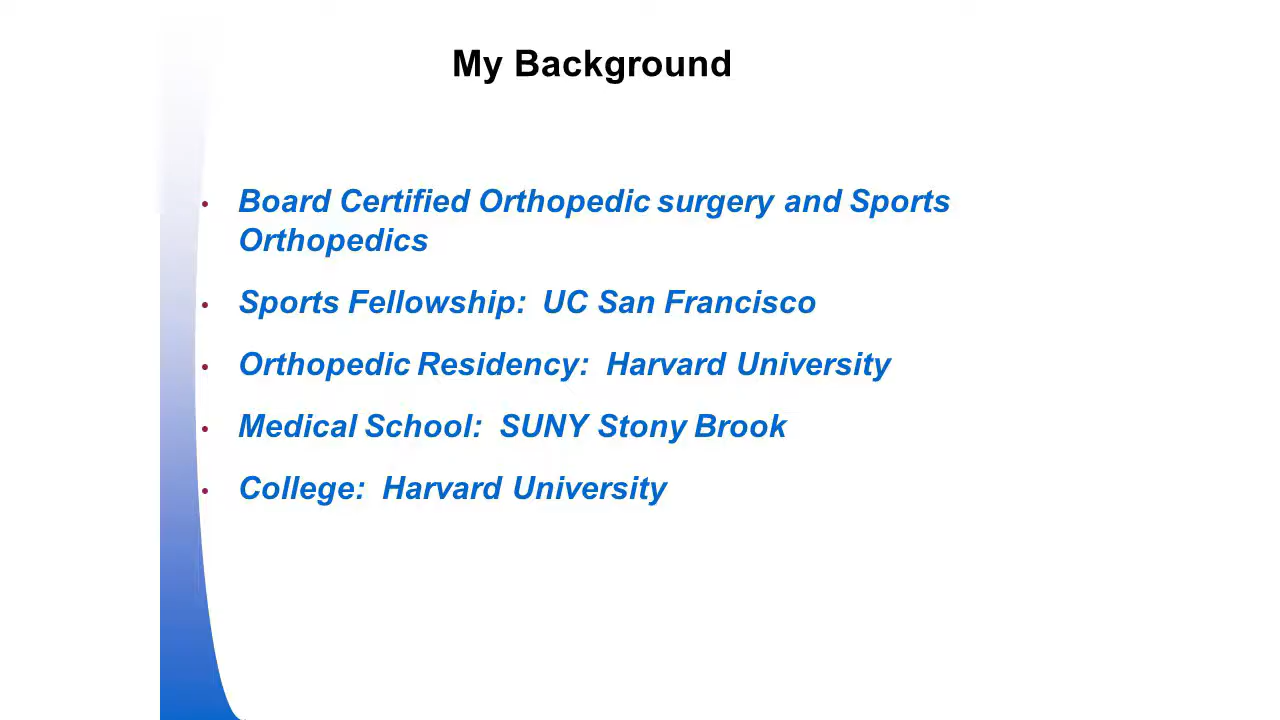 My Background
• Board Certified Orthopedic surgery and Sports
Orthopedics
• Sports Fellowship:  UC San Francisco
• Orthopedic Residency:  Harvard University
• Medical School:  SUNY Stony Brook
• College:  Harvard University